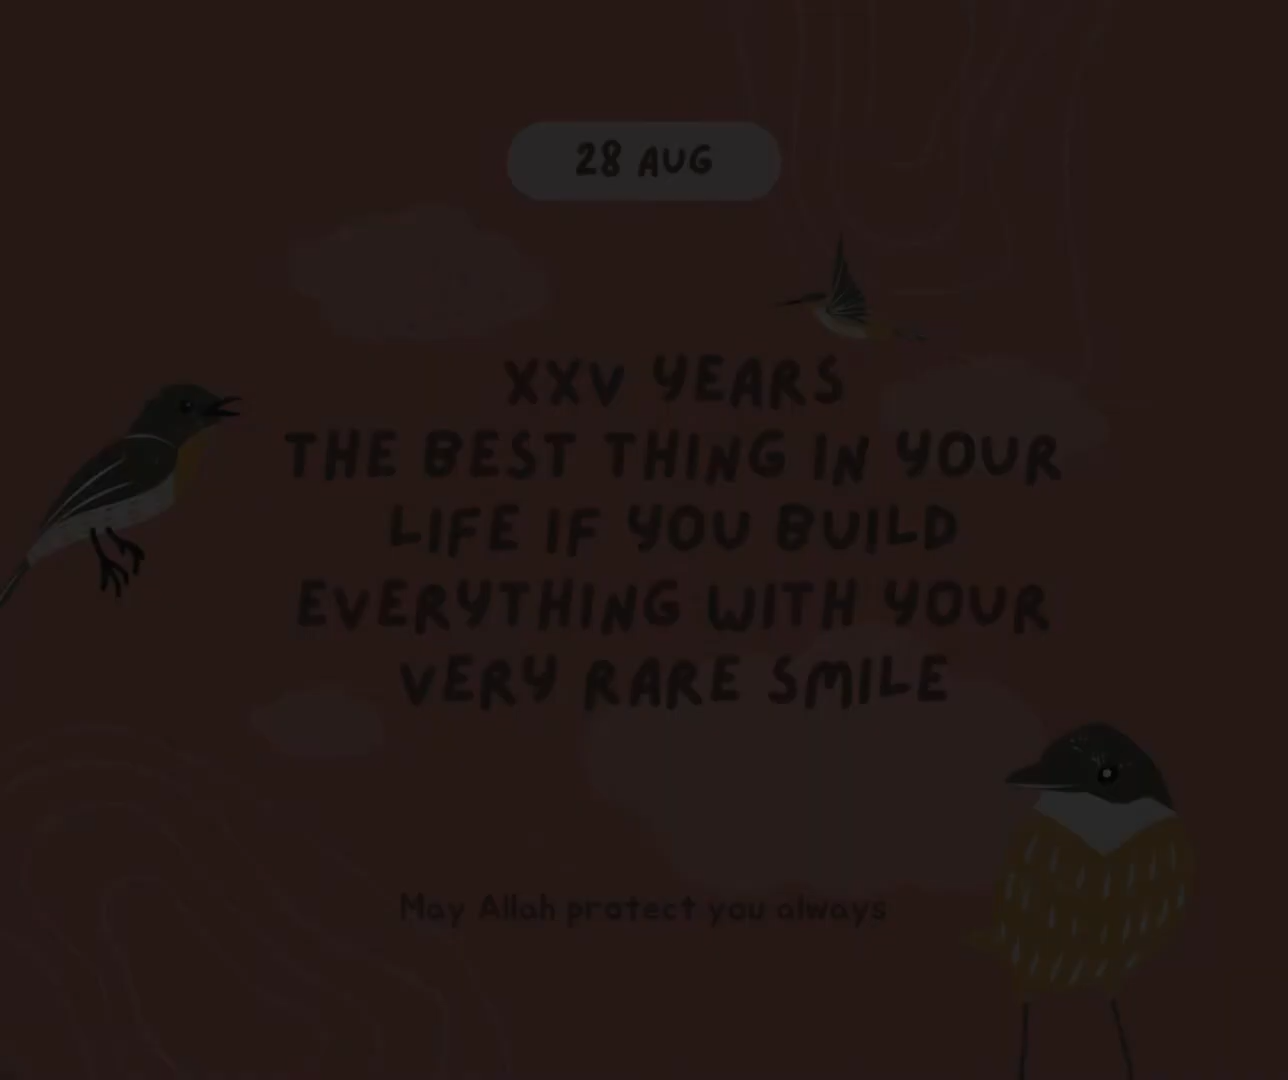 28 AUG
XXV YEARS
THE BEST THING IN YOUR
LIFE IF YOU BUILD
EVERYTHING WITH YOUR
VERY RARE SMILE
May Allah protect you always